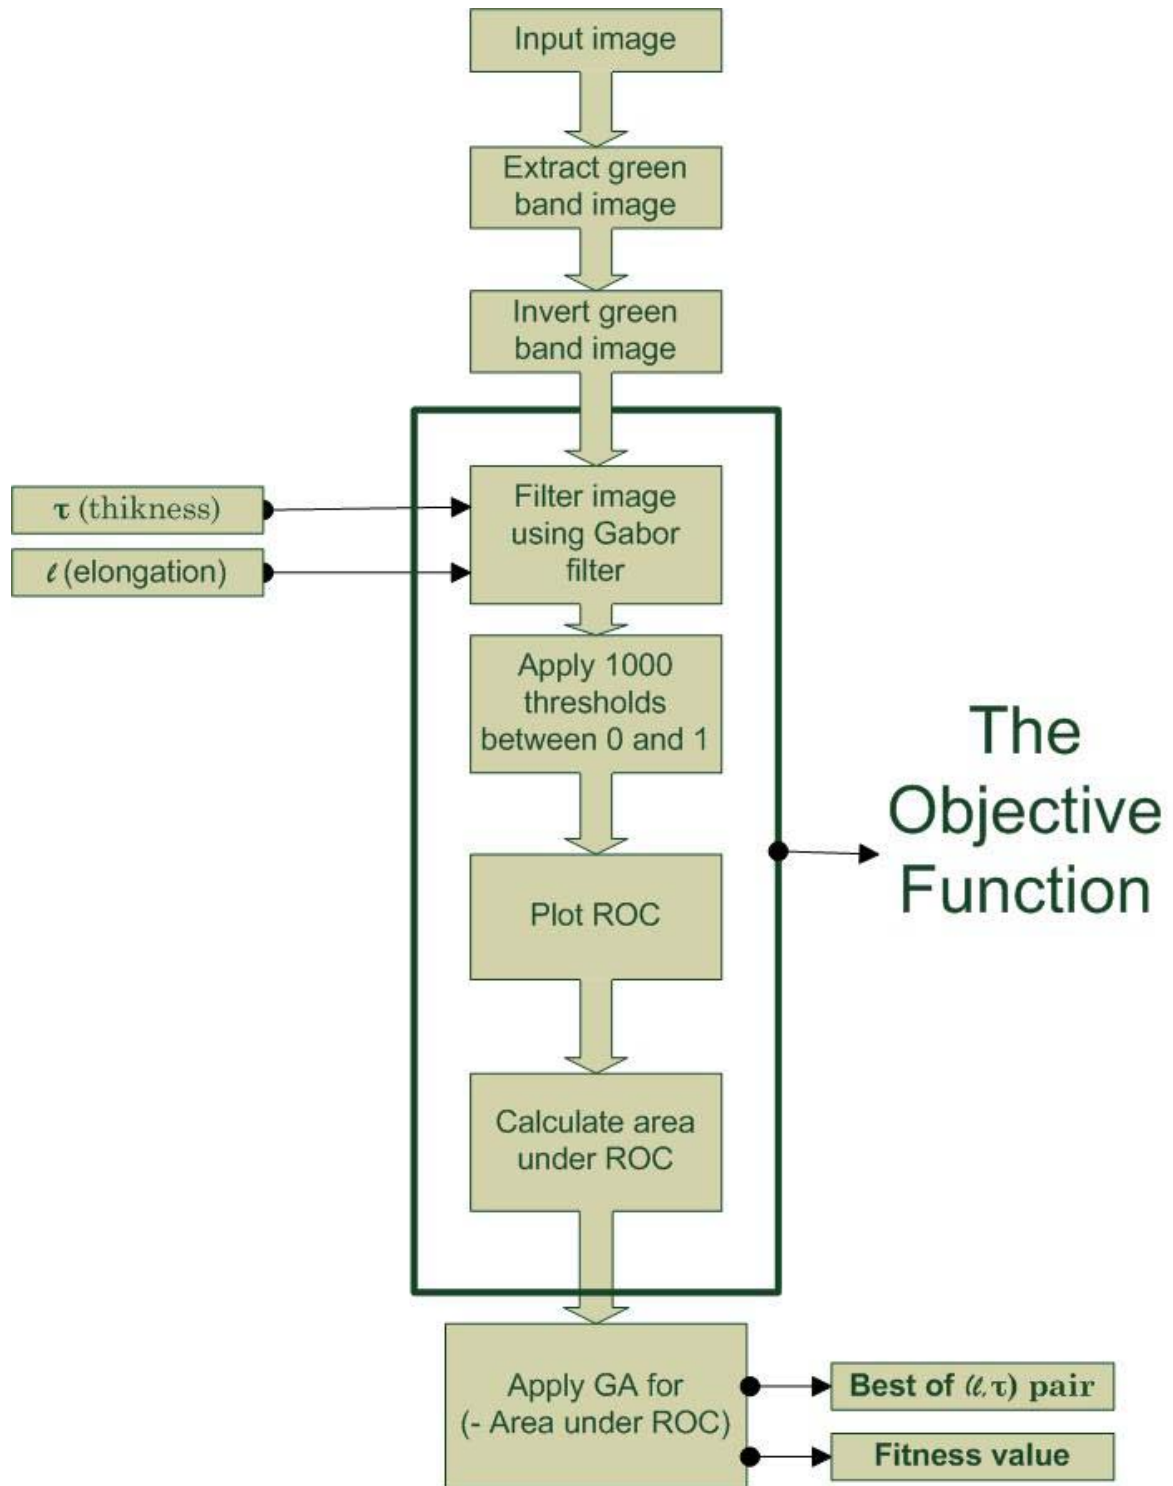 Input image
Extract green
band image
Invert green
band image
τ (thikness)
ℓ (elongation)
Filter image
using Gabor
filter
Apply 1000
thresholds
between 0 and 1
The
Objective
Function
Plot ROC
Calculate area
under ROC
Apply GA for
(- Area under ROC)
Best of (ℓ, τ) pair
Fitness value